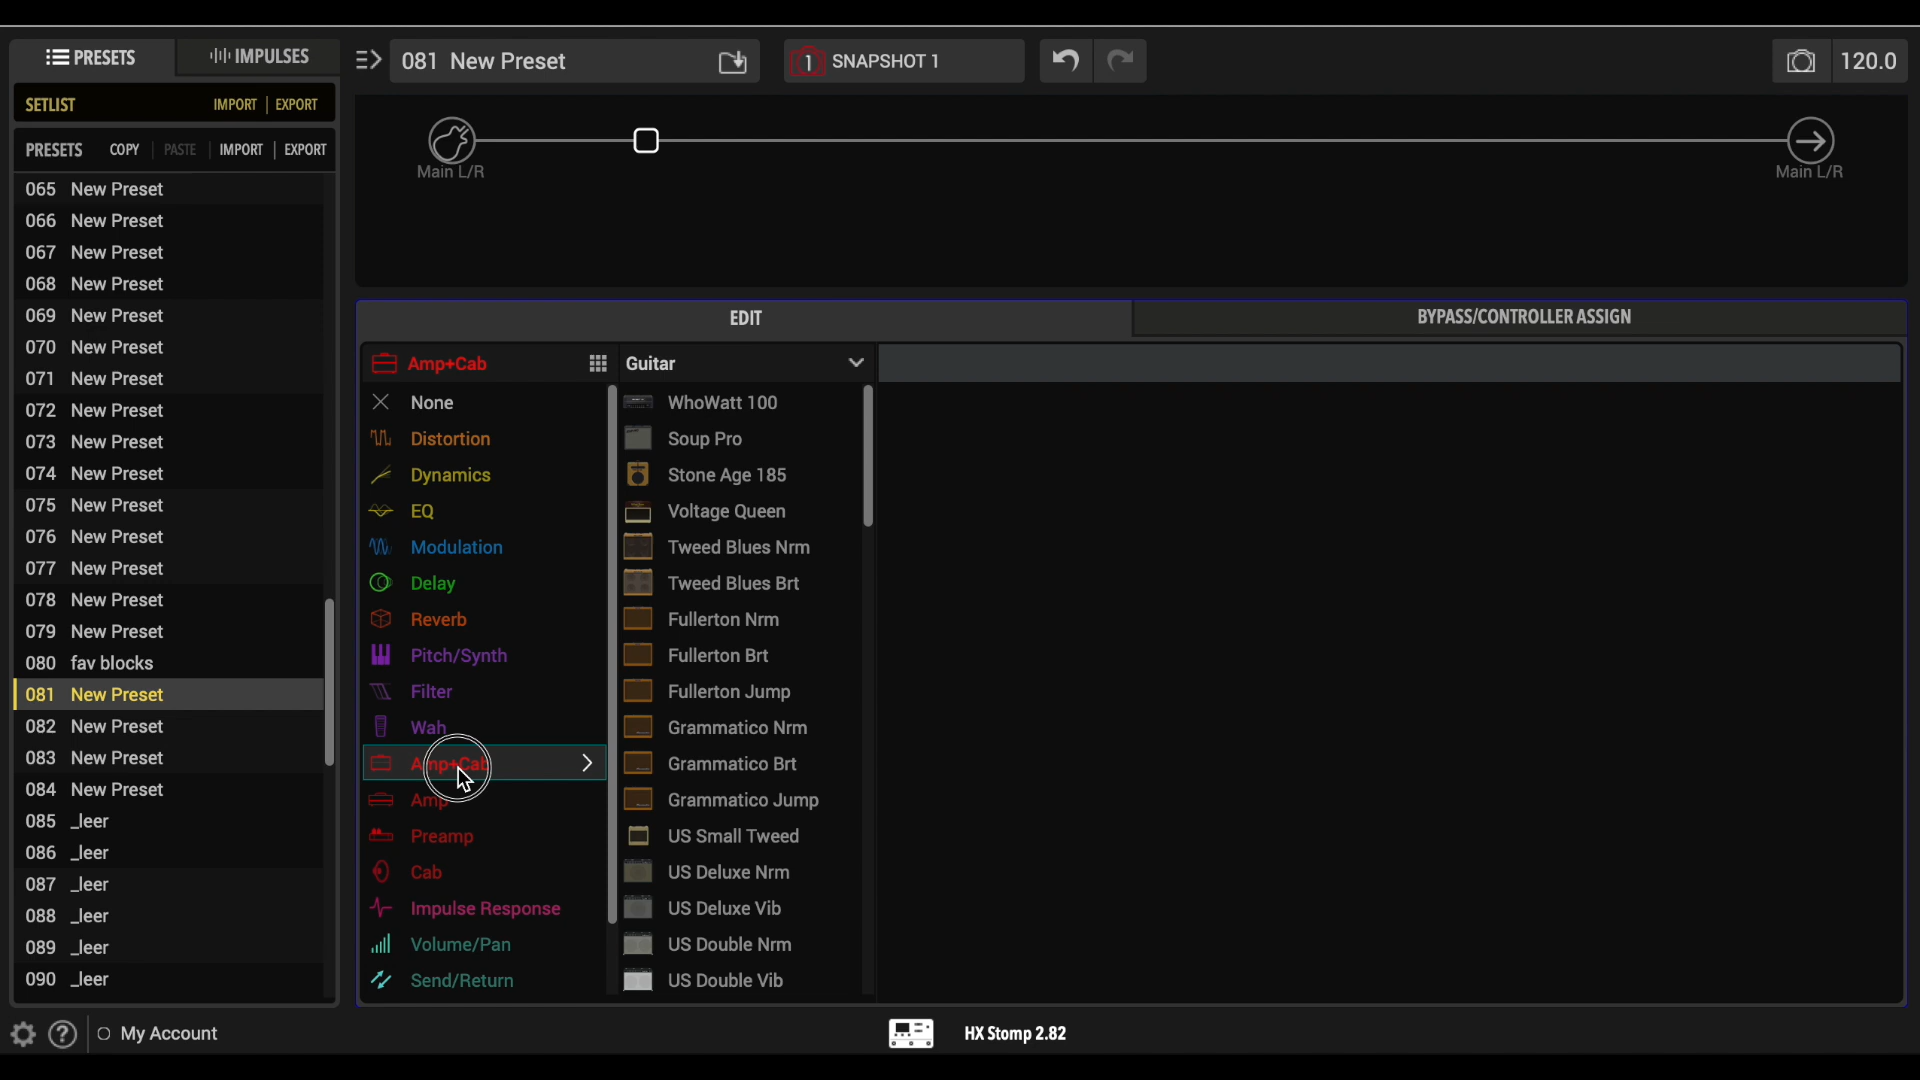 PRESETS
IMPULSES
081 New Preset
1 SNAPSHOT 1
120.0
SETLIST IMPORT EXPORT
PRESETS COPY PASTE IMPORT EXPORT
065 New Preset
066 New Preset
067 New Preset
068 New Preset
069 New Preset
070 New Preset
071 New Preset
072 New Preset
073 New Preset
074 New Preset
075 New Preset
076 New Preset
077 New Preset
078 New Preset
079 New Preset
080 fav blocks
081 New Preset
082 New Preset
083 New Preset
084 New Preset
085 _leer
086 _leer
087 _leer
088 _leer
089 _leer
090 _leer
Main L/R
Main L/R
EDIT
BYPASS/CONTROLLER ASSIGN
Amp+Cab
None
Distortion
Dynamics
EQ
Modulation
Delay
Reverb
Pitch/Synth
Filter
Wah
Amp+Cab
Amp
Preamp
Cab
Impulse Response
Volume/Pan
Send/Return
Guitar
WhoWatt 100
Soup Pro
Stone Age 185
Voltage Queen
Tweed Blues Nrm
Tweed Blues Brt
Fullerton Nrm
Fullerton Brt
Fullerton Jump
Grammatico Nrm
Grammatico Brt
Grammatico Jump
US Small Tweed
US Deluxe Nrm
US Deluxe Vib
US Double Nrm
US Double Vib
? My Account
HX Stomp 2.82